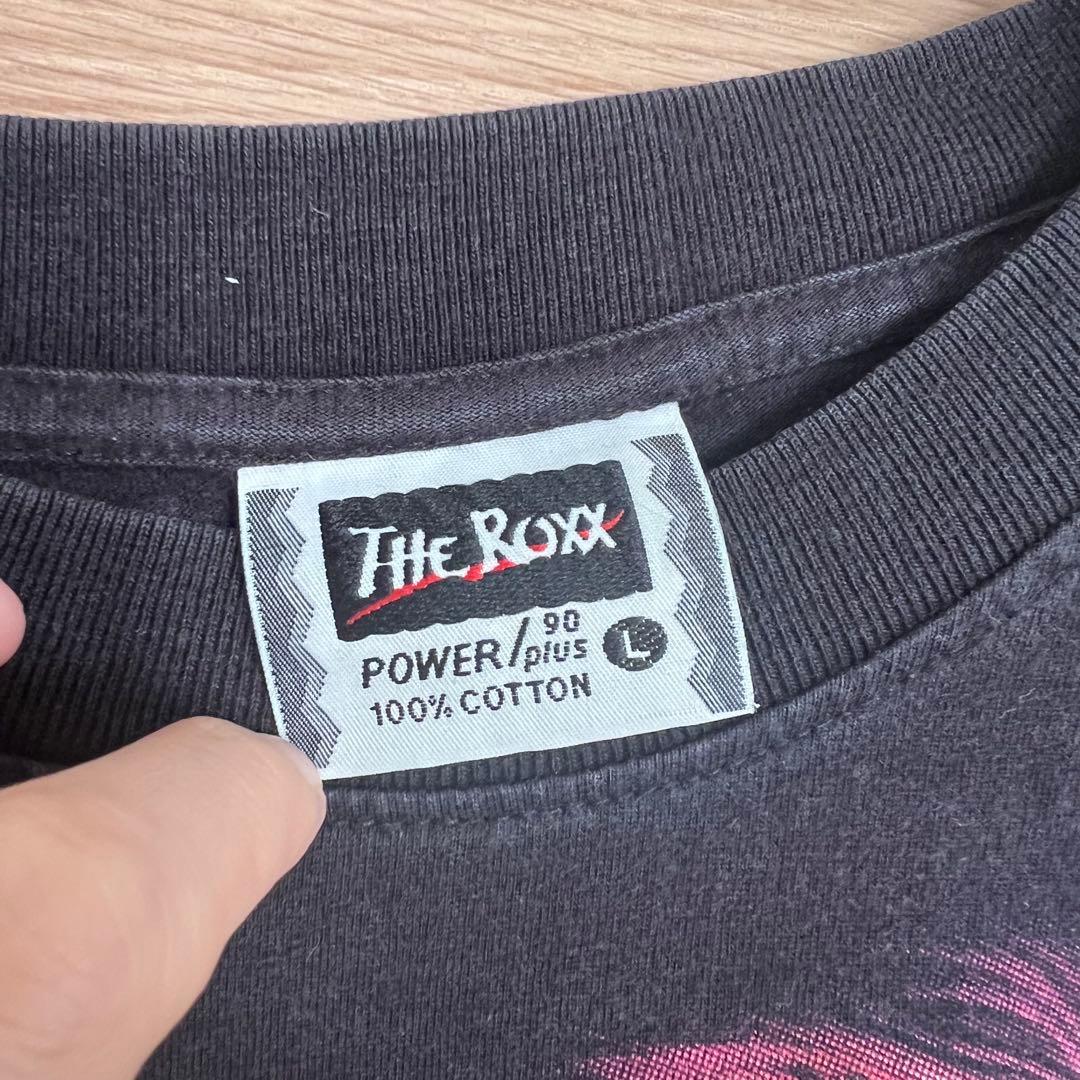 THE ROXX
POWER/90 plus L
100% COTTON